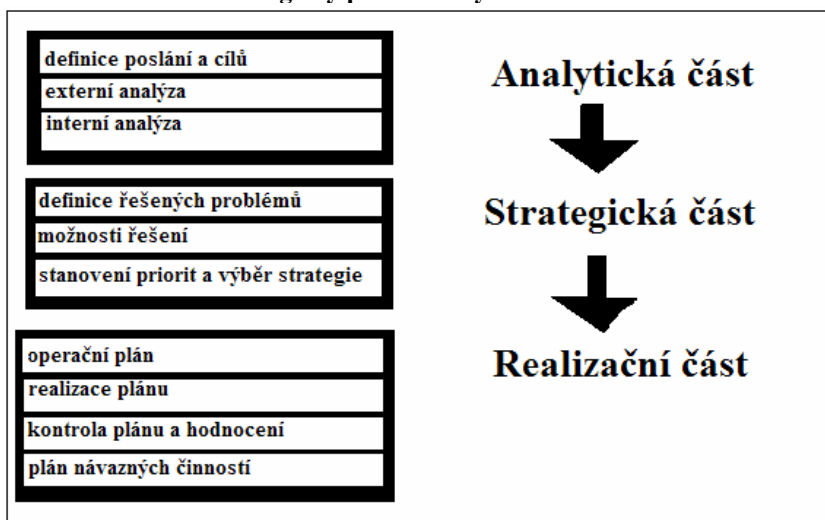 definice poslání a cílů
externí analýza
interní analýza
Analytická část
definice řešených problémů
možnosti řešení
stanovení priorit a výběr strategie
Strategická část
operační plán
realizace plánu
kontrola plánu a hodnocení
plán návazných činností
Realizační část